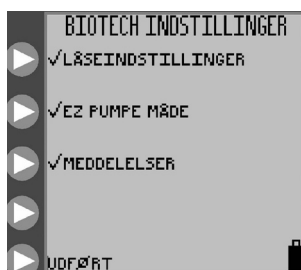 BIOTECH INDSTILLINGER
✓LÅSEINDSTILLINGER
✓EZ PUMPE MÅDE
✓MEDDELELSER
UDFØRT